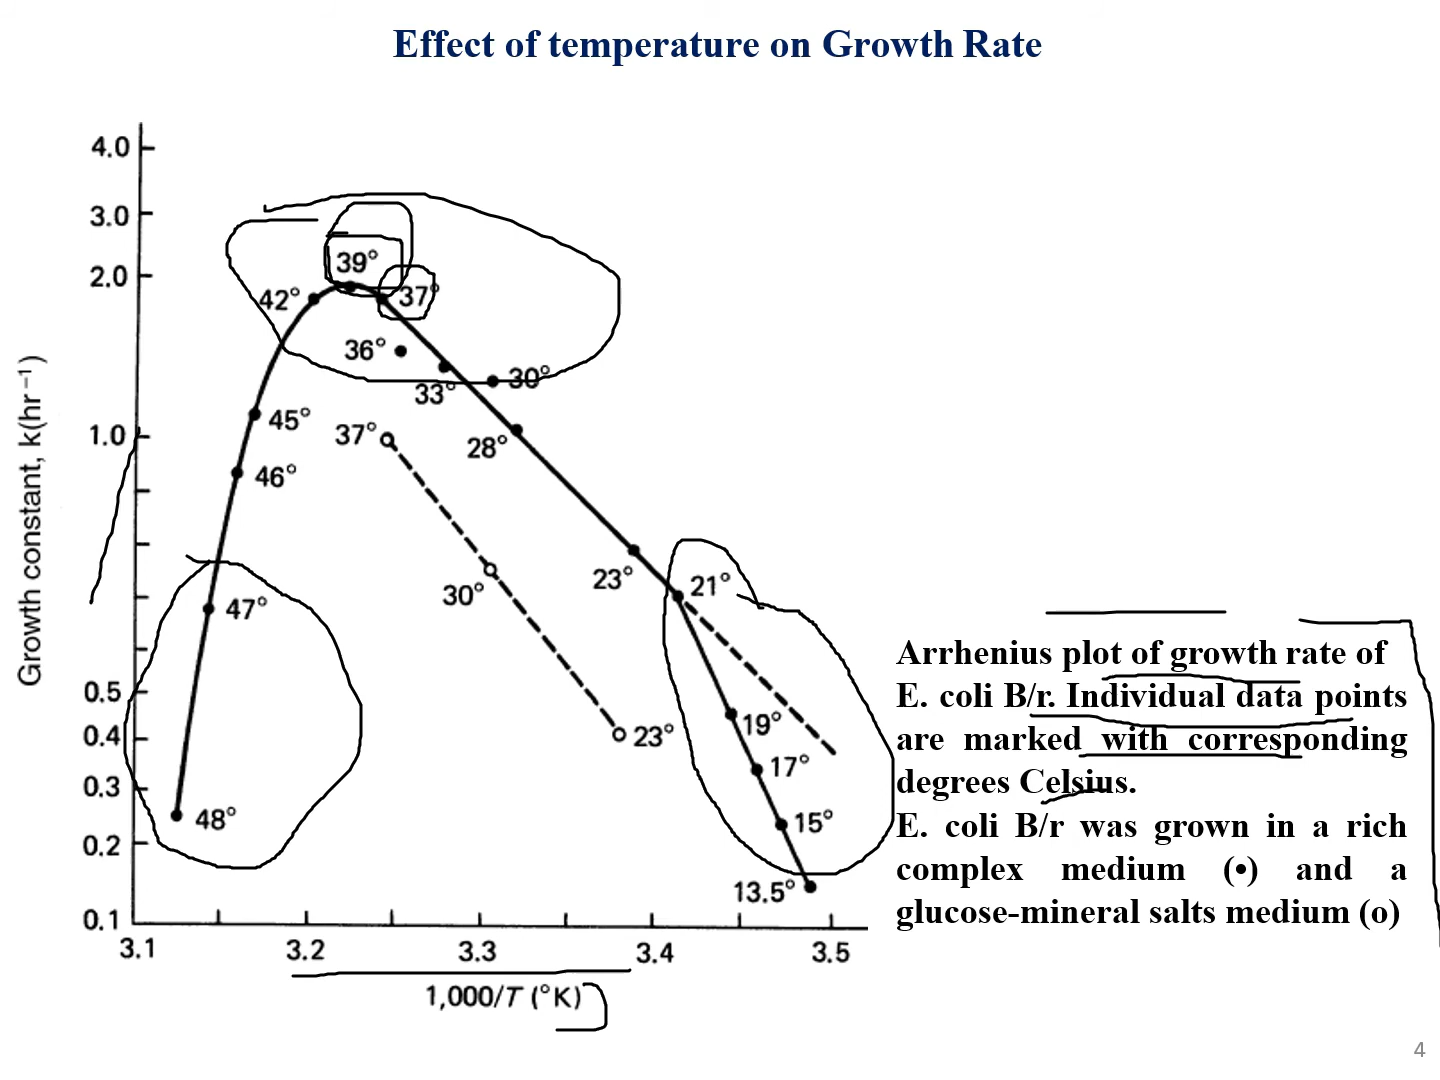 Effect of temperature on Growth Rate
4.0
3.0
2.0
1.0
0.5
0.4
0.3
0.2
0.1
Growth constant, k(hr⁻¹)
39°
42°
37°
36°
33°
30°
45°
37°
28°
46°
30°
23°
21°
47°
23°
19°
17°
48°
15°
13.5°
3.1 3.2 3.3 3.4 3.5
1,000/T (°K)
Arrhenius plot of growth rate of
E. coli B/r. Individual data points
are marked with corresponding
degrees Celsius.
E. coli B/r was grown in a rich
complex medium (•) and a
glucose-mineral salts medium (o)
4